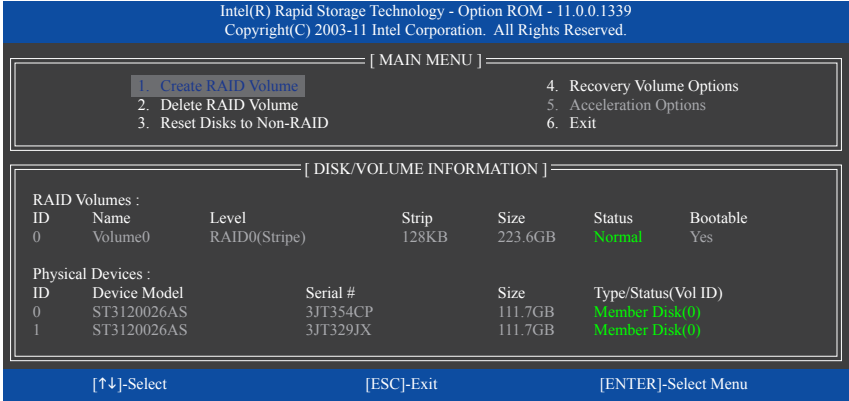 Intel(R) Rapid Storage Technology - Option ROM - 11.0.0.1339
Copyright(C) 2003-11 Intel Corporation. All Rights Reserved.
[ MAIN MENU ]
1. Create RAID Volume 4. Recovery Volume Options
2. Delete RAID Volume 5. Acceleration Options
3. Reset Disks to Non-RAID 6. Exit
[ DISK/VOLUME INFORMATION ]
RAID Volumes :
ID Name Level Strip Size Status Bootable
0 Volume0 RAID0(Stripe) 128KB 223.6GB Normal Yes
Physical Devices :
ID Device Model Serial # Size Type/Status(Vol ID)
0 ST3120026AS 3JT354CP 111.7GB Member Disk(0)
1 ST3120026AS 3JT329JX 111.7GB Member Disk(0)
[↑↓]-Select [ESC]-Exit [ENTER]-Select Menu